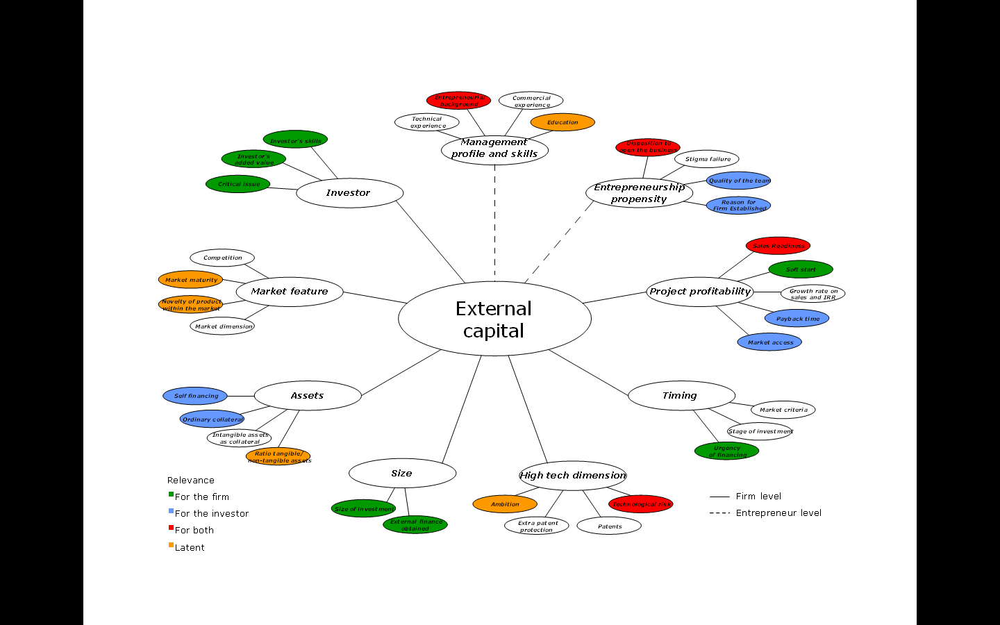 Entrepreneurial
background
Commercial
experience
Technical
experience
Education
Management
profile and skills
Investor's skills
Investor's
added value
Critical issue
Investor
Disposition to
open the business
Stigma failure
Quality of the team
Reason for
Firm Established
Entrepreneurship
propensity
Competition
Market maturity
Novelty of product
within the market
Market dimension
Market feature
External
capital
Sales Readiness
Soft start
Growth rate on
sales and IRR
Payback time
Market access
Project profitability
Self financing
Ordinary collateral
Intangible assets
as collateral
Ratio tangible/
non-tangible assets
Assets
Timing
Market criteria
Stage of investment
Urgency
of financing
Size
Size of investment
External finance
obtained
High tech dimension
Ambition
Extra patent
protection
Patents
Technological risk
Relevance
For the firm
For the investor
For both
Latent
Firm level
Entrepreneur level